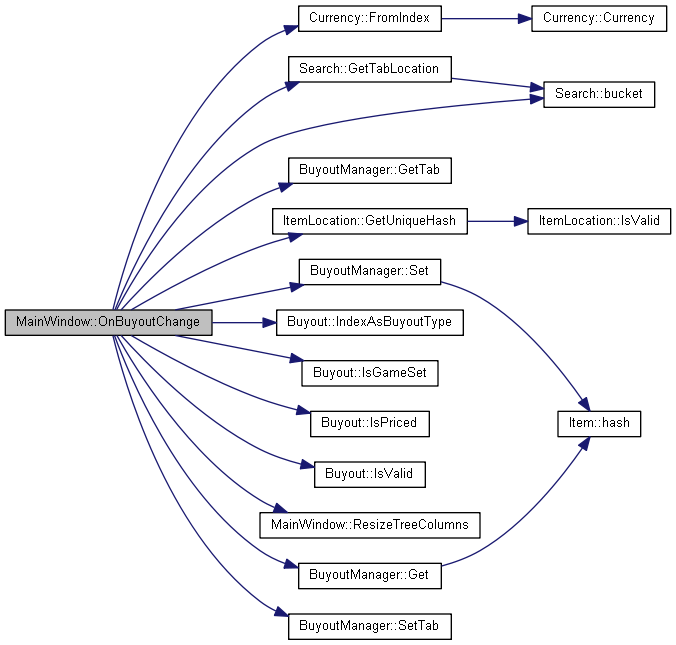 Currency::FromIndex
Currency::Currency
Search::GetTabLocation
Search::bucket
BuyoutManager::GetTab
ItemLocation::GetUniqueHash
ItemLocation::IsValid
BuyoutManager::Set
MainWindow::OnBuyoutChange
Buyout::IndexAsBuyoutType
Buyout::IsGameSet
Buyout::IsPriced
Item::hash
Buyout::IsValid
MainWindow::ResizeTreeColumns
BuyoutManager::Get
BuyoutManager::SetTab